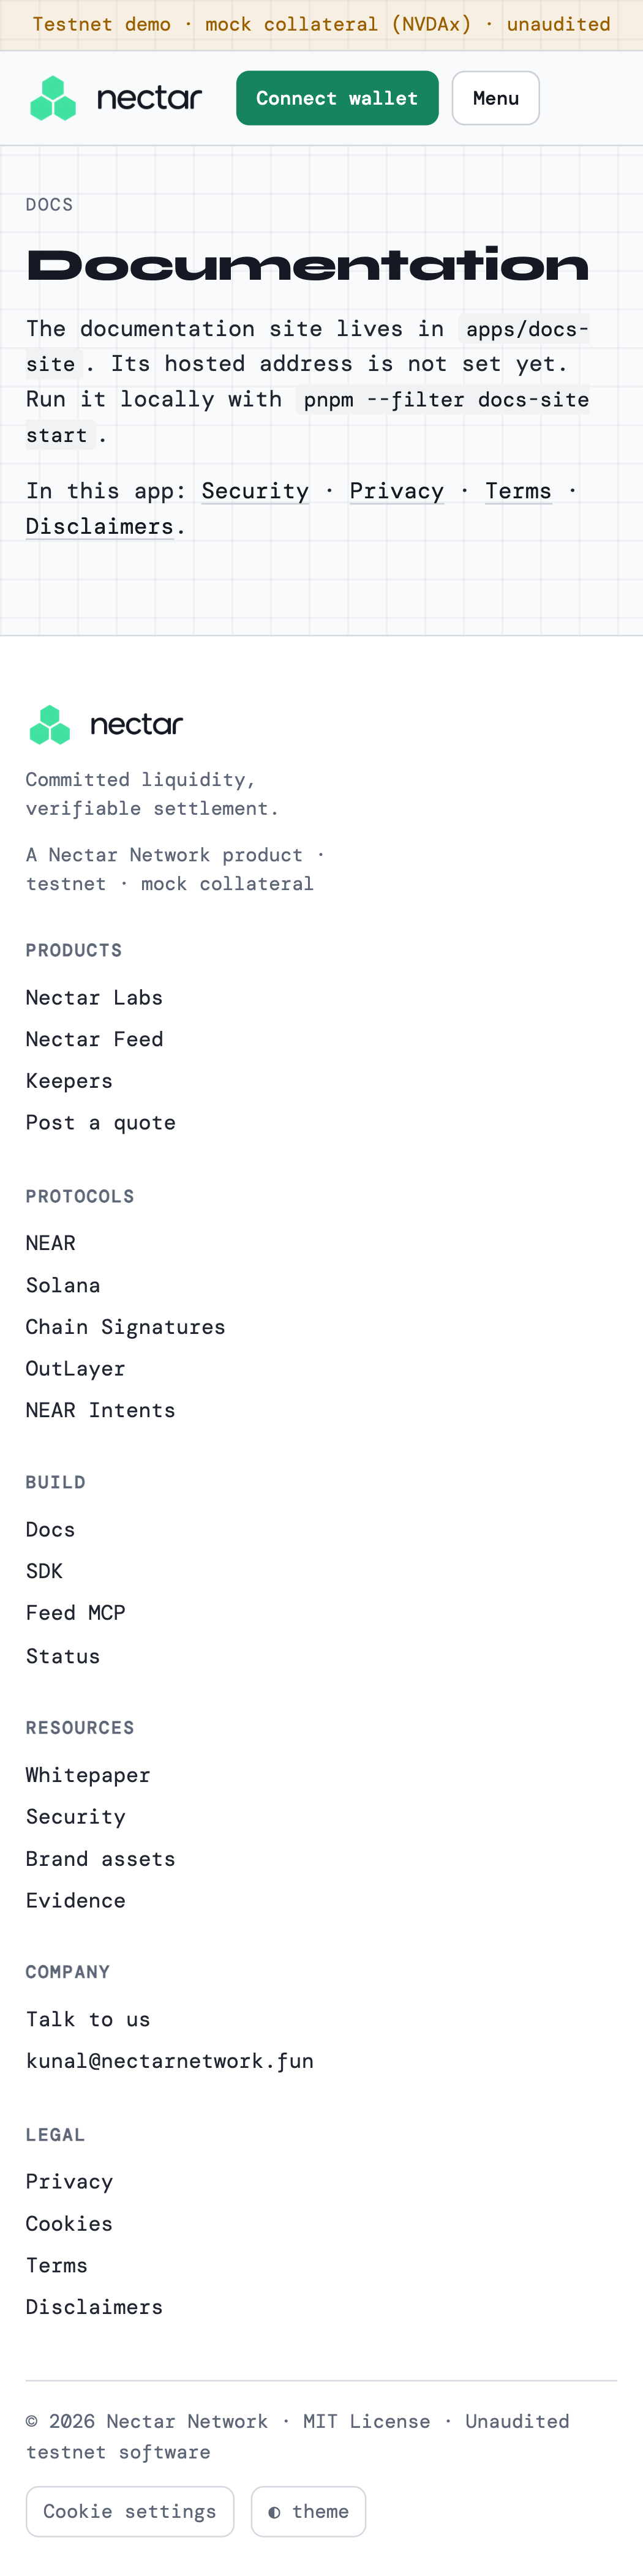 Testnet demo · mock collateral (NVDAx) · unaudited
nectar
Connect wallet
Menu
DOCS
Documentation
The documentation site lives in apps/docs-
site. Its hosted address is not set yet.
Run it locally with pnpm --filter docs-site
start.
In this app: Security · Privacy · Terms ·
Disclaimers.
nectar
Committed liquidity,
verifiable settlement.
A Nectar Network product ·
testnet · mock collateral
PRODUCTS
Nectar Labs
Nectar Feed
Keepers
Post a quote
PROTOCOLS
NEAR
Solana
Chain Signatures
OutLayer
NEAR Intents
BUILD
Docs
SDK
Feed MCP
Status
RESOURCES
Whitepaper
Security
Brand assets
Evidence
COMPANY
Talk to us
kunal@nectarnetwork.fun
LEGAL
Privacy
Cookies
Terms
Disclaimers
© 2026 Nectar Network · MIT License · Unaudited
testnet software
Cookie settings
◐ theme